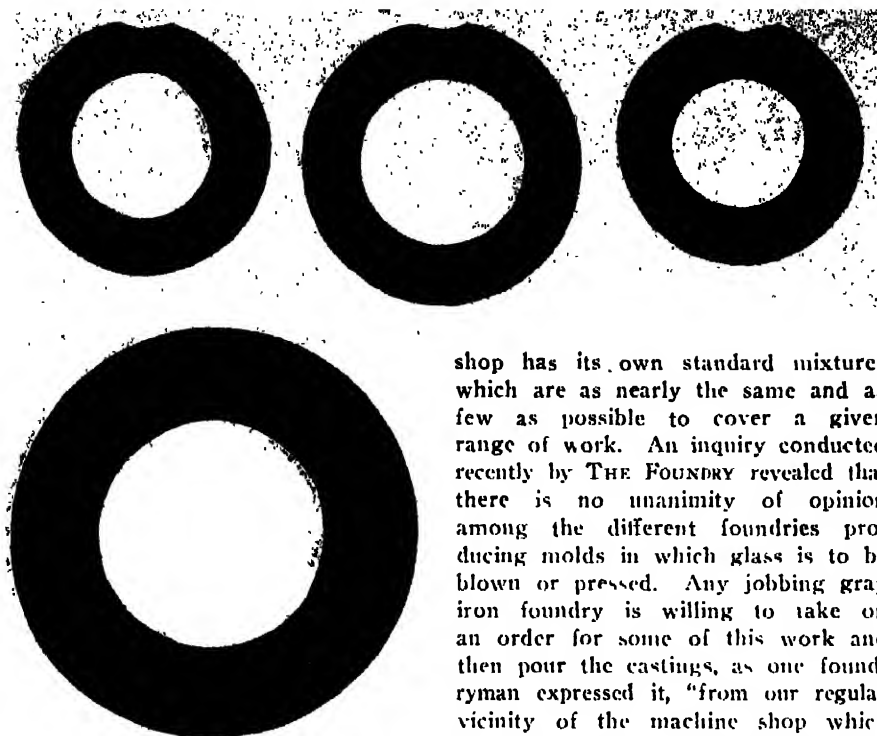 shop has its own standard mixture
which are as nearly the same and a
few as possible to cover a give
range of work. An inquiry conducte
recently by THE FOUNDRY revealed tha
there is no unanimity of opinion
among the different foundries pro-
ducing molds in which glass is to b
blown or pressed. Any jobbing gra
iron foundry is willing to take o
an order for some of this work an
then pour the castings, as one found-
ryman expressed it, "from our regula
vicinity of the machine shop whic